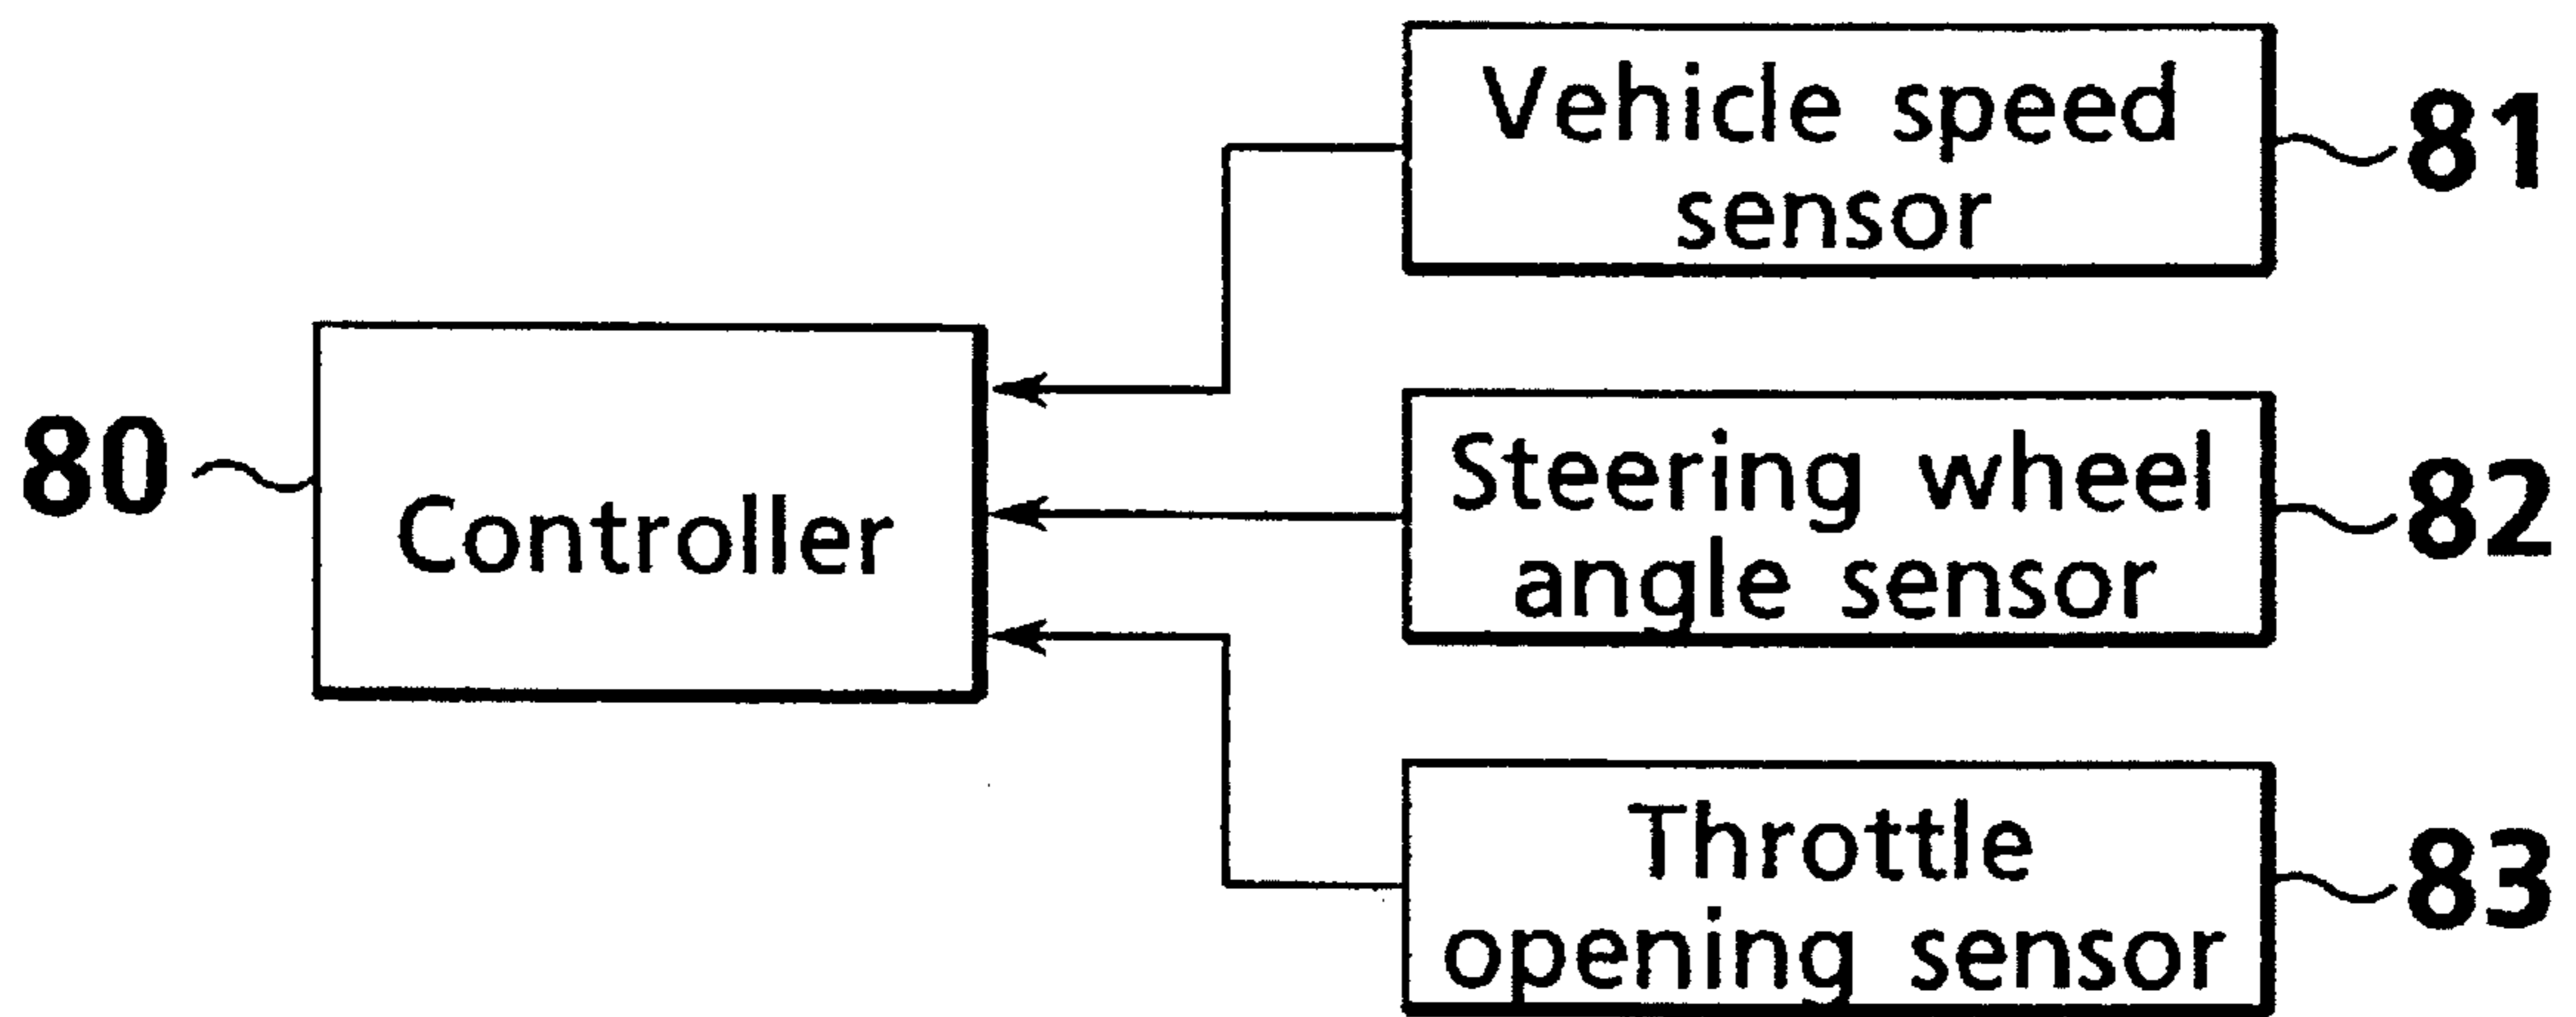 Vehicle speed
sensor
81
80
Controller
Steering wheel
angle sensor
82
Throttle
opening sensor
83